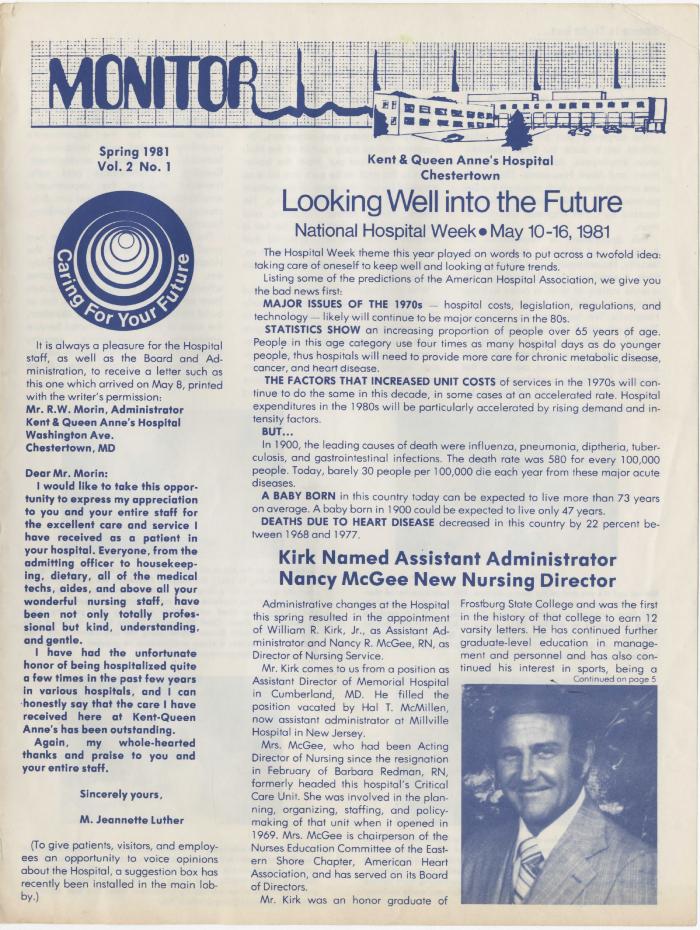 MONITOR
Spring 1981
Vol. 2 No. 1
Caring For Your Future
It is always a pleasure for the Hospital
staff, as well as the Board and Ad-
ministration, to receive a letter such as
this one which arrived on May 8, printed
with the writer's permission:
Mr. R.W. Morin, Administrator
Kent & Queen Anne's Hospital
Washington Ave.
Chestertown, MD
Dear Mr. Morin:
I would like to take this oppor-
tunity to express my appreciation
to you and your entire staff for
the excellent care and service I
have received as a patient in
your hospital. Everyone, from the
admitting officer to housekeep-
ing, dietary, all of the medical
techs, aides, and above all your
wonderful nursing staff, have
been not only totally profes-
sional but kind, understanding,
and gentle.
I have had the unfortunate
honor of being hospitalized quite
a few times in the past few years
in various hospitals, and I can
honestly say that the care I have
received here at Kent-Queen
Anne's has been outstanding.
Again, my whole-hearted
thanks and praise to you and
your entire staff.
Sincerely yours,
M. Jeannette Luther
(To give patients, visitors, and employ-
ees an opportunity to voice opinions
about the Hospital, a suggestion box has
recently been installed in the main lob-
by.)
Kent & Queen Anne's Hospital
Chestertown
Looking Well into the Future
National Hospital Week • May 10-16, 1981
The Hospital Week theme this year played on words to put across a twofold idea:
taking care of oneself to keep well and looking at future trends.
Listing some of the predictions of the American Hospital Association, we give you
the bad news first:
MAJOR ISSUES OF THE 1970s — hospital costs, legislation, regulations, and
technology — likely will continue to be major concerns in the 80s.
STATISTICS SHOW an increasing proportion of people over 65 years of age.
People in this age category use four times as many hospital days as do younger
people, thus hospitals will need to provide more care for chronic metabolic disease,
cancer, and heart disease.
THE FACTORS THAT INCREASED UNIT COSTS of services in the 1970s will con-
tinue to do the same in this decade, in some cases at an accelerated rate. Hospital
expenditures in the 1980s will be particularly accelerated by rising demand and in-
tensity factors.
BUT...
In 1900, the leading causes of death were influenza, pneumonia, diptheria, tuber-
culosis, and gastrointestinal infections. The death rate was 580 for every 100,000
people. Today, barely 30 people per 100,000 die each year from these major acute
diseases.
A BABY BORN in this country today can be expected to live more than 73 years
on average. A baby born in 1900 could be expected to live only 47 years.
DEATHS DUE TO HEART DISEASE decreased in this country by 22 percent be-
tween 1968 and 1977.
Kirk Named Assistant Administrator
Nancy McGee New Nursing Director
Administrative changes at the Hospital
this spring resulted in the appointment
of William R. Kirk, Jr., as Assistant Ad-
ministrator and Nancy R. McGee, RN, as
Director of Nursing Service.
Mr. Kirk comes to us from a position as
Assistant Director of Memorial Hospital
in Cumberland, MD. He filled the
position vacated by Hal T. McMillen,
now assistant administrator at Millville
Hospital in New Jersey.
Mrs. McGee, who had been Acting
Director of Nursing since the resignation
in February of Barbara Redman, RN,
formerly headed this hospital's Critical
Care Unit. She was involved in the plan-
ning, organizing, staffing, and policy-
making of that unit when it opened in
1969. Mrs. McGee is chairperson of the
Nurses Education Committee of the East-
ern Shore Chapter, American Heart
Association, and has served on its Board
of Directors.
Mr. Kirk was an honor graduate of
Frostburg State College and was the first
in the history of that college to earn 12
varsity letters. He has continued further
graduate-level education in manage-
ment and personnel and has also con-
tinued his interest in sports, being a
Continued on page 5